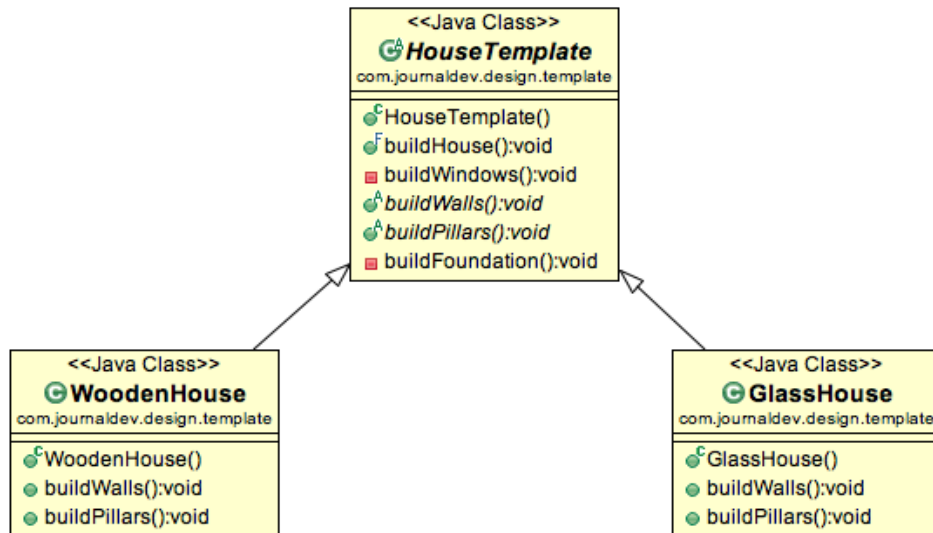 <<Java Class>>
HouseTemplate
com.journaldev.design.template
HouseTemplate()
buildHouse():void
buildWindows():void
buildWalls():void
buildPillars():void
buildFoundation():void
<<Java Class>>
WoodenHouse
com.journaldev.design.template
WoodenHouse()
buildWalls():void
buildPillars():void
<<Java Class>>
GlassHouse
com.journaldev.design.template
GlassHouse()
buildWalls():void
buildPillars():void